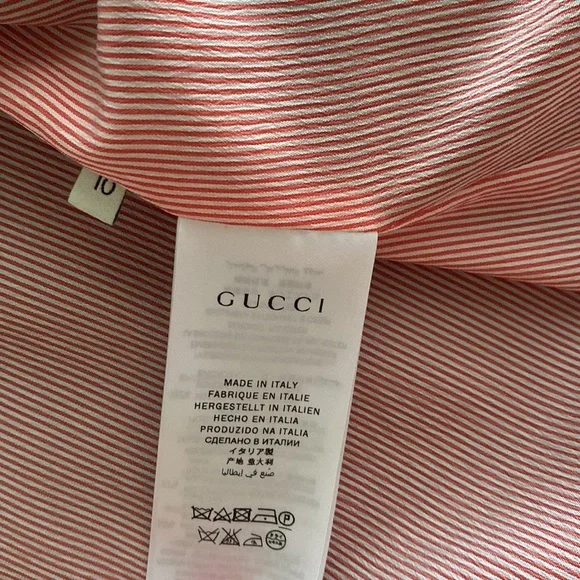 10
GUCCI
MADE IN ITALY
FABRIQUE EN ITALIE
HERGESTELLT IN ITALIEN
HECHO EN ITALIA
PRODUZIDO NA ITALIA
СДЕЛАНО В ИТАЛИИ
イタリア製
产地 意大利
صنع في إيطاليا
P